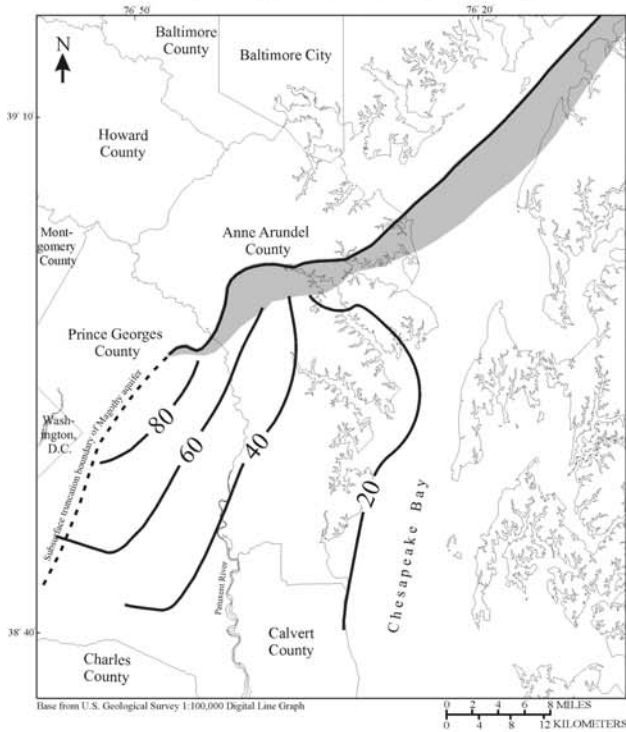 76˚ 50
76˚ 20
N
Baltimore
County
Baltimore City
39˚ 10
Howard
County
Mont-
gomery
County
Anne Arundel
County
Prince Georges
County
Wash-
ington,
D.C.
Subsurface truncation boundary of Magothy aquifer
80
60
40
20
Chesapeake Bay
Patuxent River
38˚ 40
Calvert
County
Charles
County
Base from U.S. Geological Survey 1:100,000 Digital Line Graph
0 2 4 6 8 MILES
0 4 8 12 KILOMETERS